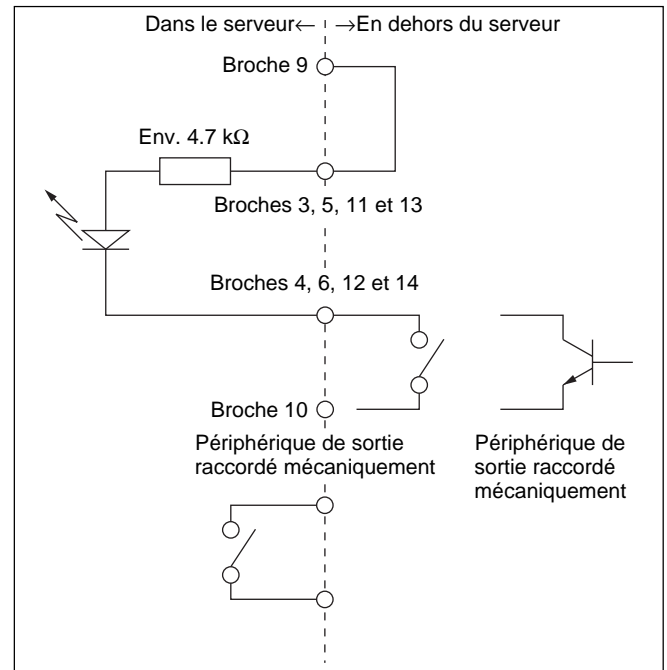 Dans le serveur← →En dehors du serveur
Broche 9
Env. 4.7 kΩ
Broches 3, 5, 11 et 13
Broches 4, 6, 12 et 14
Broche 10
Périphérique de sortie
raccordé mécaniquement
Périphérique de
sortie raccordé
mécaniquement